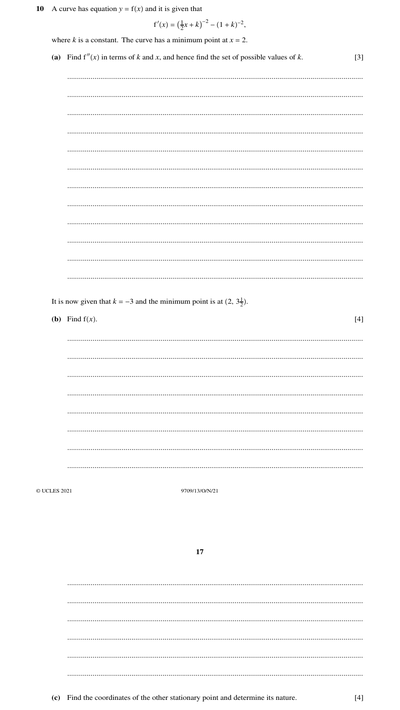 10 A curve has equation y = f(x) and it is given that
f′(x) = (½x + k)⁻² − (1 + k)⁻²,
where k is a constant. The curve has a minimum point at x = 2.
(a) Find f″(x) in terms of k and x, and hence find the set of possible values of k. [3]
It is now given that k = −3 and the minimum point is at (2, 3½).
(b) Find f(x). [4]
© UCLES 2021 9709/13/O/N/21
17
(c) Find the coordinates of the other stationary point and determine its nature. [4]